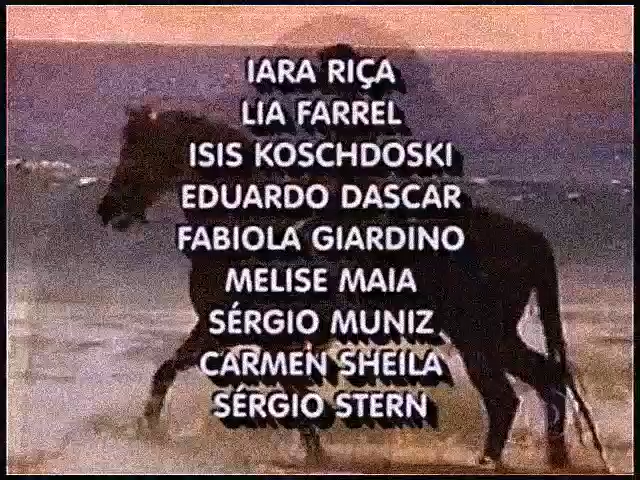 IARA RIÇA
LIA FARREL
ISIS KOSCHDOSKI
EDUARDO DASCAR
FABIOLA GIARDINO
MELISE MAIA
SÉRGIO MUNIZ
CARMEN SHEILA
SÉRGIO STERN